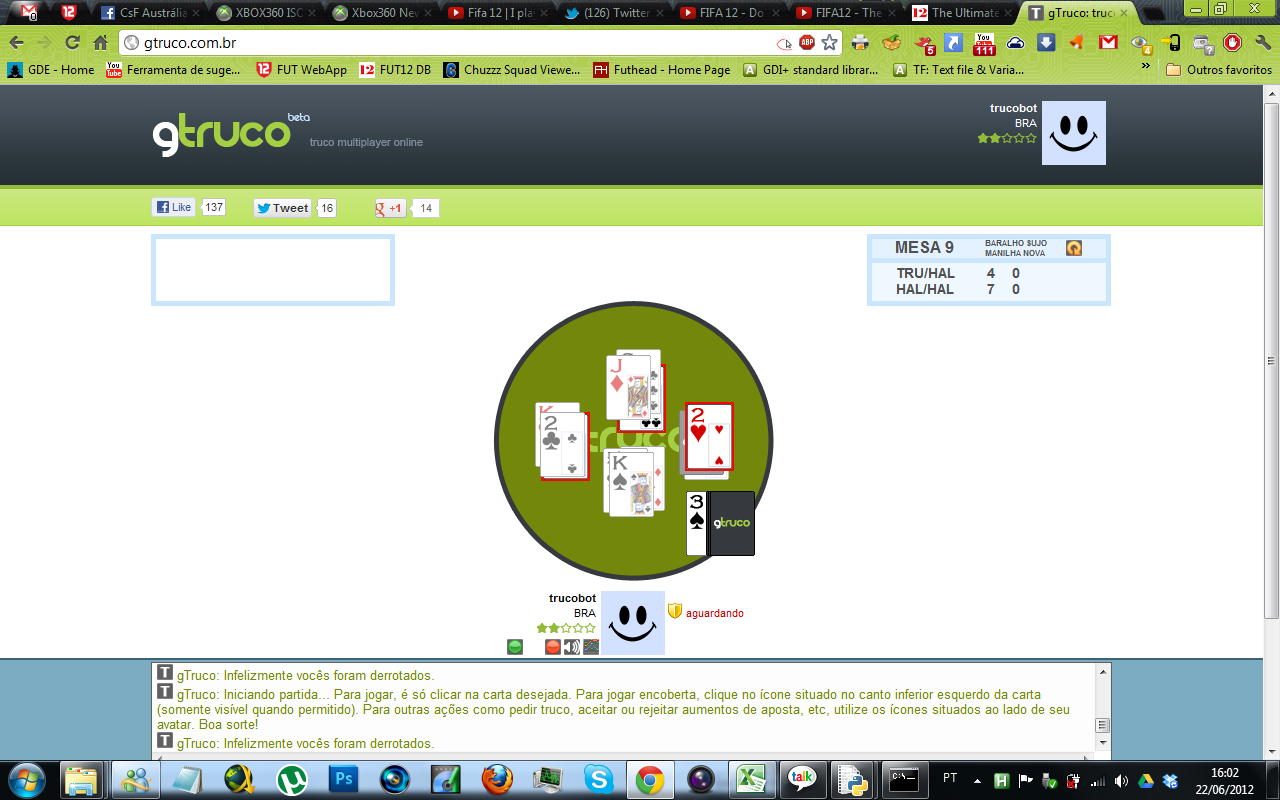 CsF Austrália
XBOX360 ISO
Xbox360 Nev
Fifa 12 | I pla
(126) Twitter
FIFA 12 - Do
FIFA12 - The
The Ultimate
gTruco: truc
gtruco.com.br
GDE - Home
Ferramenta de suge...
FUT WebApp
FUT12 DB
Chuzzz Squad Viewe...
Futhead - Home Page
GDI+ standard librar...
TF: Text file & Varia...
»
Outros favoritos
gtruco beta
truco multiplayer online
trucobot
BRA
Like 137
Tweet 16
+1 14
MESA 9
BARALHO SUJO
MANILHA NOVA
TRU/HAL 4 0
HAL/HAL 7 0
J
K
2
truco
2
K
3
gtruco
trucobot
BRA
aguardando
T gTruco: Infelizmente vocês foram derrotados.
T gTruco: Iniciando partida... Para jogar, é só clicar na carta desejada. Para jogar encoberta, clique no ícone situado no canto inferior esquerdo da carta
(somente visível quando permitido). Para outras ações como pedir truco, aceitar ou rejeitar aumentos de aposta, etc, utilize os ícones situados ao lado de seu
avatar. Boa sorte!
T gTruco: Infelizmente vocês foram derrotados.
Ps
talk
PT
16:02
22/06/2012